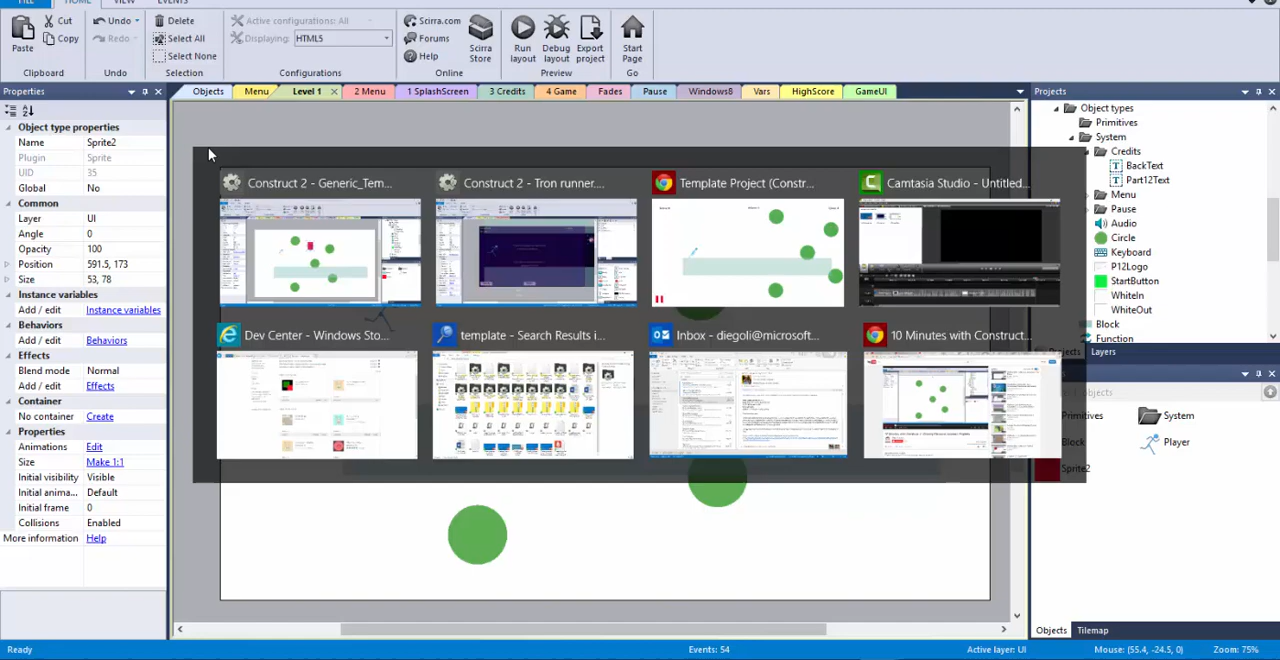 FILE HOME VIEW EVENTS
Paste
Cut
Copy
Clipboard
Undo
Redo
Undo
Delete
Select All
Select None
Selection
Active configurations: All
Displaying: HTML5
Configurations
Scirra.com
Forums
Help
Scirra
Store
Online
Run
layout
Debug
layout
Export
project
Preview
Start
Page
Go
Properties
Objects Menu Level 1 2 Menu 1 SplashScreen 3 Credits 4 Game Fades Pause Windows8 Vars HighScore GameUI
Projects
Object type properties
Name Sprite2
Plugin Sprite
UID 35
Global No
Common
Layer UI
Angle 0
Opacity 100
Position 591.5, 173
Size 53, 78
Instance variables
Add / edit Instance variables
Behaviors
Add / edit Behaviors
Effects
Blend mode Normal
Add / edit Effects
Container
No container Create
Properties
Animations Edit
Size Make 1:1
Initial visibility Visible
Initial anima... Default
Initial frame 0
Collisions Enabled
More information Help
Construct 2 - Generic_Tem...
Construct 2 - Tron runner....
Template Project (Constr...
Camtasia Studio - Untitled...
Dev Center - Windows Sto...
template - Search Results i...
Inbox - diegoli@microsoft...
10 Minutes with Construct...
Object types
Primitives
System
Credits
BackText
Part12Text
Menu
Pause
Audio
Circle
Keyboard
P12Logo
StartButton
WhiteIn
WhiteOut
Block
Function
Projects Layers
objects
Primitives
System
Block
Player
Sprite2
Objects Tilemap
Ready
Events: 54
Active layer: UI
Mouse: (55.4, -24.5, 0)
Zoom: 75%